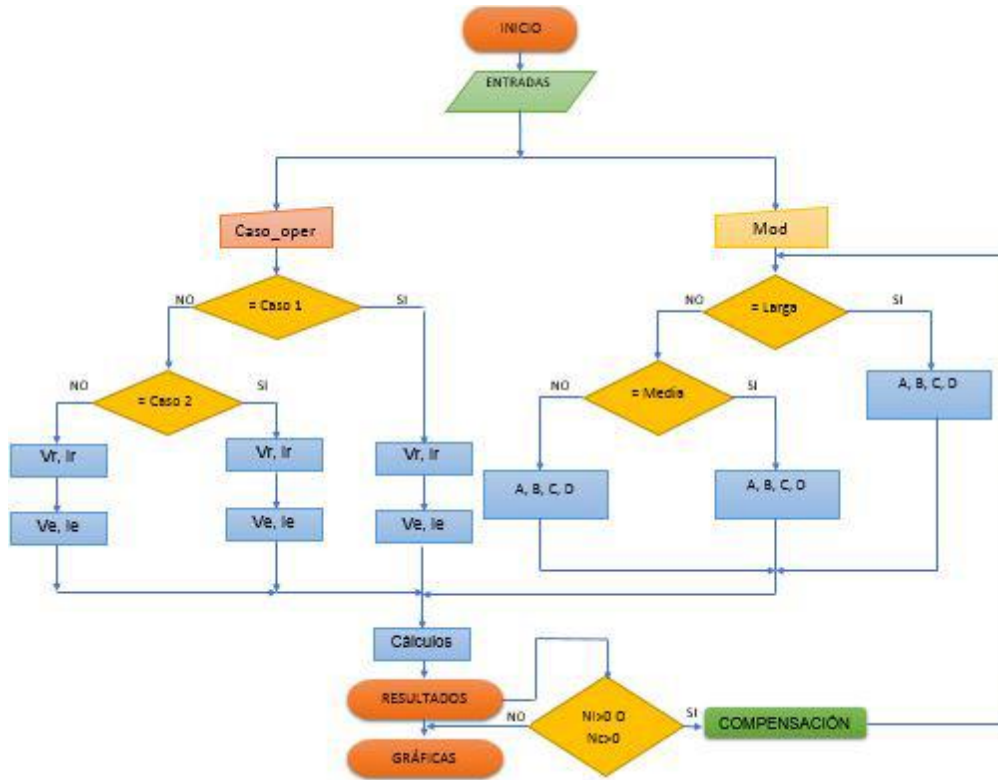 INICIO
ENTRADAS
Caso_oper
Mod
NO
= Caso 1
SI
NO
= Larga
SI
NO
= Caso 2
SI
NO
= Media
SI
A, B, C, D
Vr, Ir
Vr, Ir
Vr, Ir
A, B, C, D
A, B, C, D
Ve, Ie
Ve, Ie
Ve, Ie
Cálculos
RESULTADOS
NO
Nl>0 O
Nc>0
SI
COMPENSACIÓN
GRÁFICAS